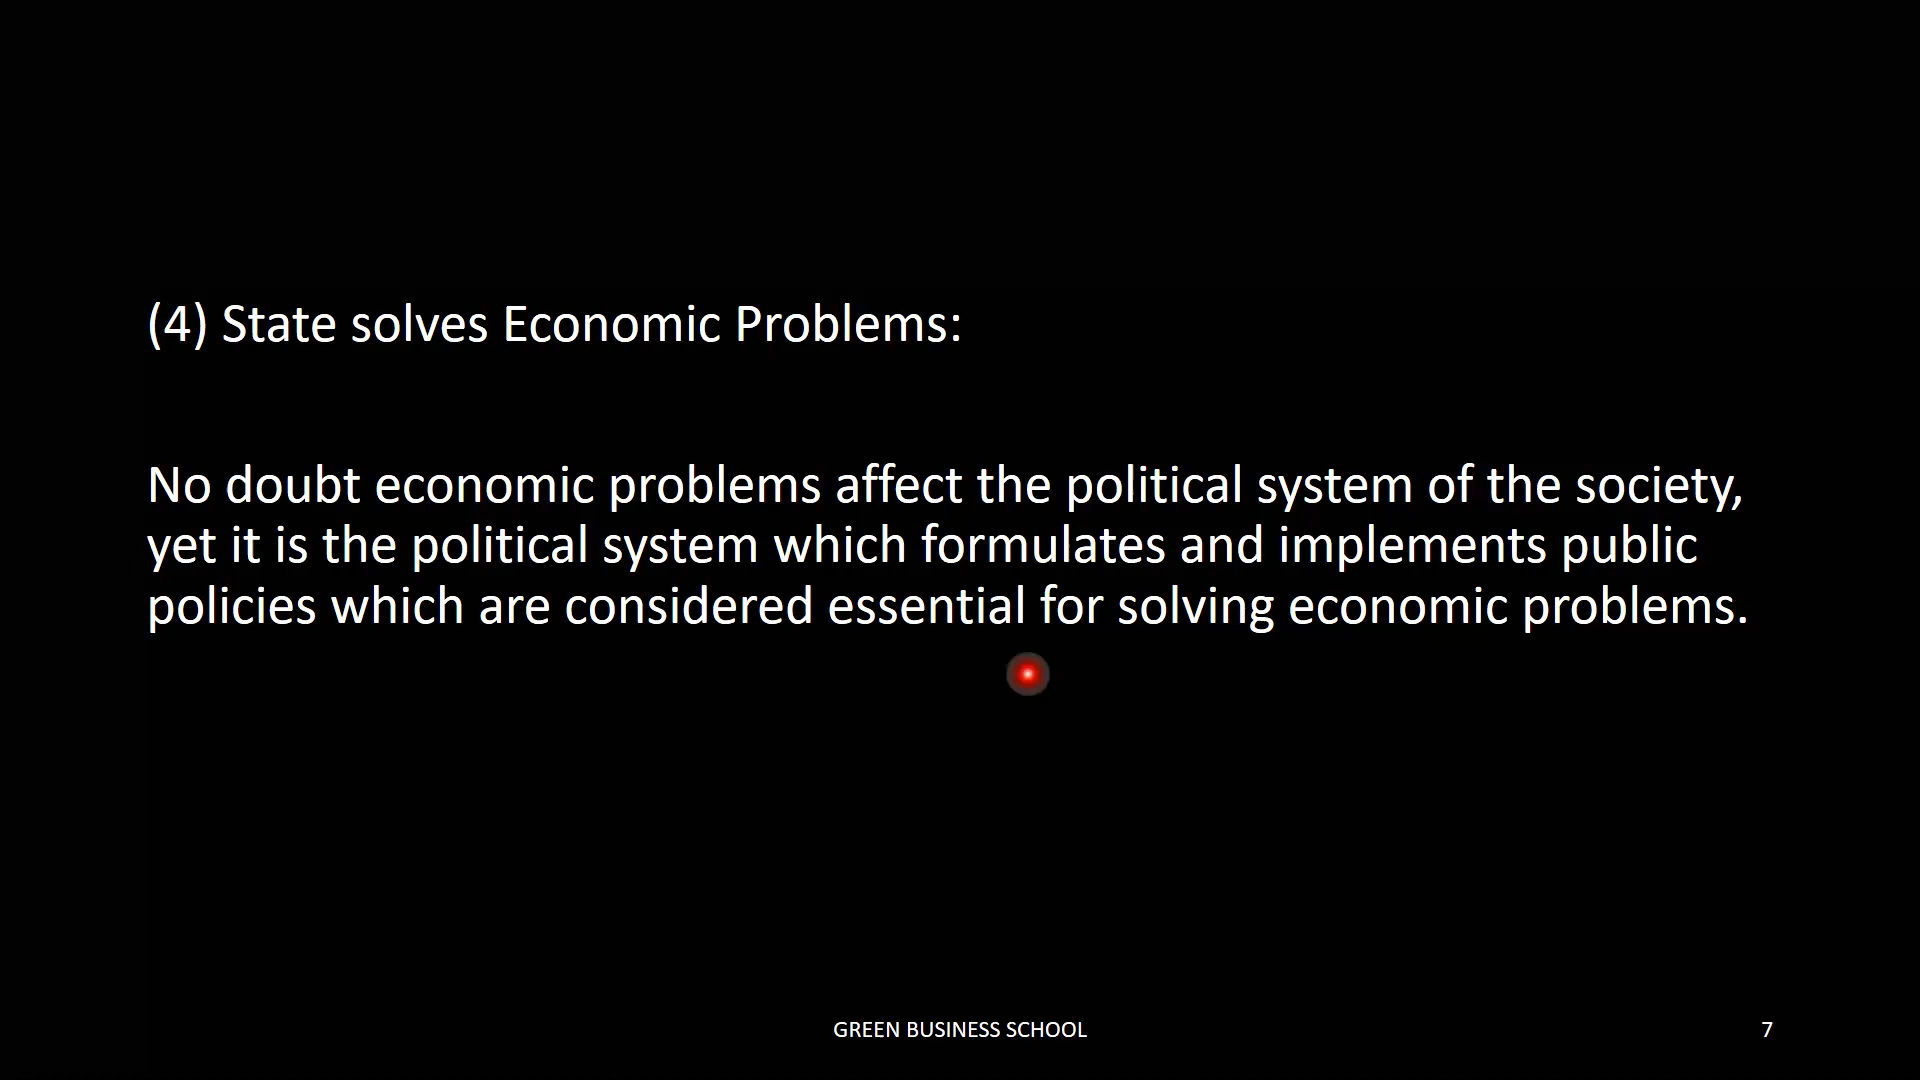 (4) State solves Economic Problems:
No doubt economic problems affect the political system of the society,
yet it is the political system which formulates and implements public
policies which are considered essential for solving economic problems.
GREEN BUSINESS SCHOOL
7